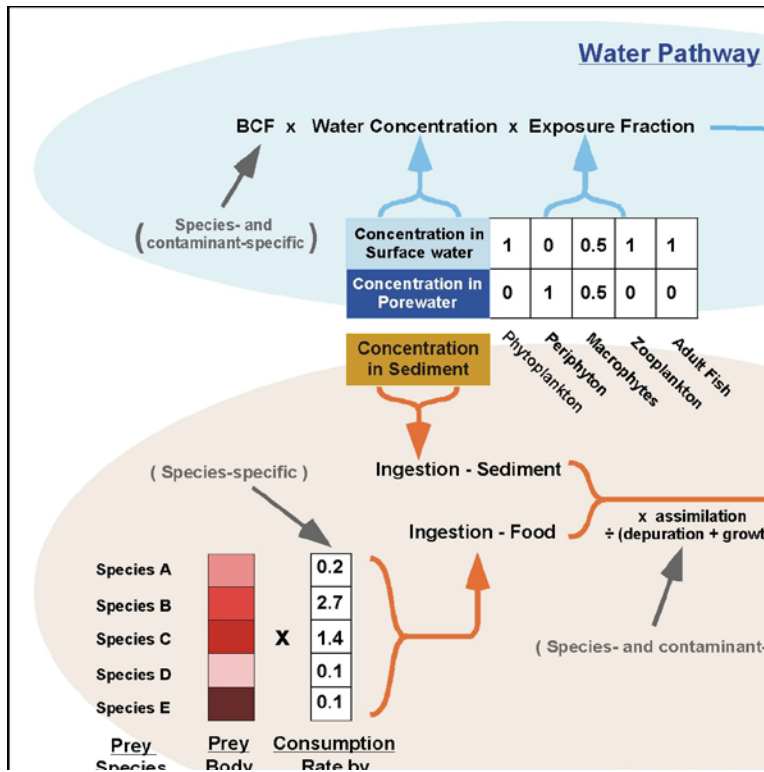 Water Pathway
BCF x Water Concentration x Exposure Fraction
( Species- and
contaminant-specific )
Concentration in
Surface water
1 0 0.5 1 1
Concentration in
Porewater
0 1 0.5 0 0
Phytoplankton
Periphyton
Macrophytes
Zooplankton
Adult Fish
Concentration
in Sediment
Ingestion - Sediment
( Species-specific )
Ingestion - Food
x assimilation
÷ (depuration + growt
Species A 0.2
Species B 2.7
Species C X 1.4
Species D 0.1
Species E 0.1
( Species- and contaminant-
Prey
Species
Prey
Body
Consumption
Rate by